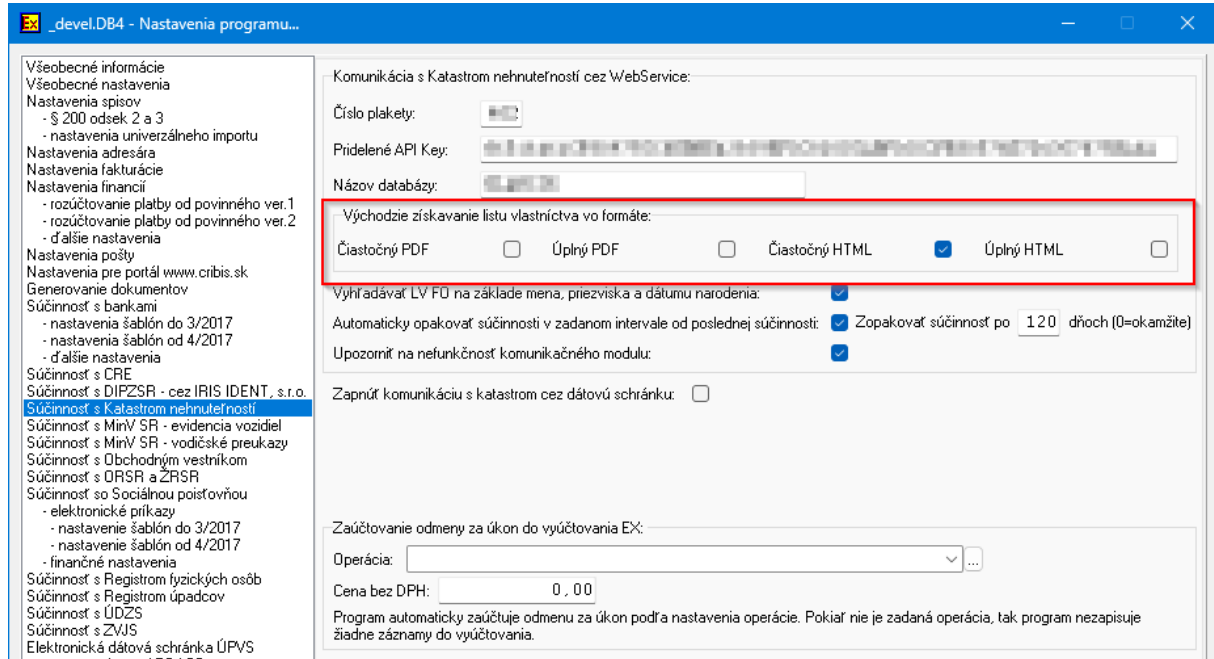 Ex _devel.DB4 - Nastavenia programu...
Všeobecné informácie
Všeobecné nastavenia
Nastavenia spisov
- § 200 odsek 2 a 3
- nastavenia univerzálneho importu
Nastavenia adresára
Nastavenia fakturácie
Nastavenia financií
- rozúčtovanie platby od povinného ver.1
- rozúčtovanie platby od povinného ver.2
- ďalšie nastavenia
Nastavenia pošty
Nastavenia pre portál www.cribis.sk
Generovanie dokumentov
Súčinnosť s bankami
- nastavenia šablón do 3/2017
- nastavenia šablón od 4/2017
- ďalšie nastavenia
Súčinnosť s CRE
Súčinnosť s DIPZSR - cez IRIS IDENT, s.r.o.
Súčinnosť s Katastrom nehnuteľností
Súčinnosť s MinV SR - evidencia vozidiel
Súčinnosť s MinV SR - vodičské preukazy
Súčinnosť s Obchodným vestníkom
Súčinnosť s ORSR a ŽRSR
Súčinnosť so Sociálnou poisťovňou
- elektronické príkazy
- nastavenie šablón do 3/2017
- nastavenie šablón od 4/2017
- finančné nastavenia
Súčinnosť s Registrom fyzických osôb
Súčinnosť s Registrom úpadcov
Súčinnosť s ÚDZS
Súčinnosť s ZVJS
Elektronická dátová schránka ÚPVS
Komunikácia s Katastrom nehnuteľností cez WebService:
Číslo plakety:
Pridelené API Key:
Názov databázy:
Východzie získavanie listu vlastníctva vo formáte:
Čiastočný PDF Úplný PDF Čiastočný HTML Úplný HTML
Vyhľadávať LV FO na základe mena, priezviska a dátumu narodenia:
Automaticky opakovať súčinnosti v zadanom intervale od poslednej súčinnosti: Zopakovať súčinnosť po 120 dňoch (0=okamžite)
Upozorniť na nefunkčnosť komunikačného modulu:
Zapnúť komunikáciu s katastrom cez dátovú schránku:
Zaúčtovanie odmeny za úkon do vyúčtovania EX:
Operácia: ...
Cena bez DPH: 0,00
Program automaticky zaúčtuje odmenu za úkon podľa nastavenia operácie. Pokiaľ nie je zadaná operácia, tak program nezapisuje
žiadne záznamy do vyúčtovania.